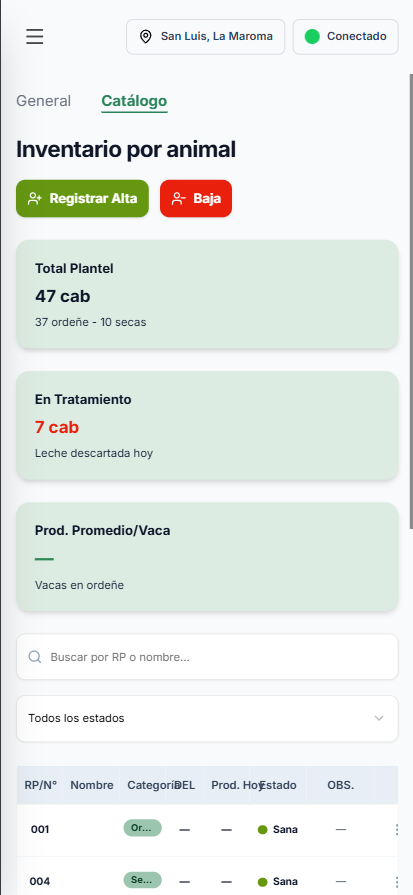 San Luis, La Maroma
Conectado
General
Catálogo
Inventario por animal
Registrar Alta
Baja
Total Plantel
47 cab
37 ordeñe - 10 secas
En Tratamiento
7 cab
Leche descartada hoy
Prod. Promedio/Vaca
—
Vacas en ordeñe
Buscar por RP o nombre...
Todos los estados
RP/N° Nombre Categoría DEL Prod. Hoy Estado OBS.
001 Or... — — Sana —
004 Se... — — Sana —